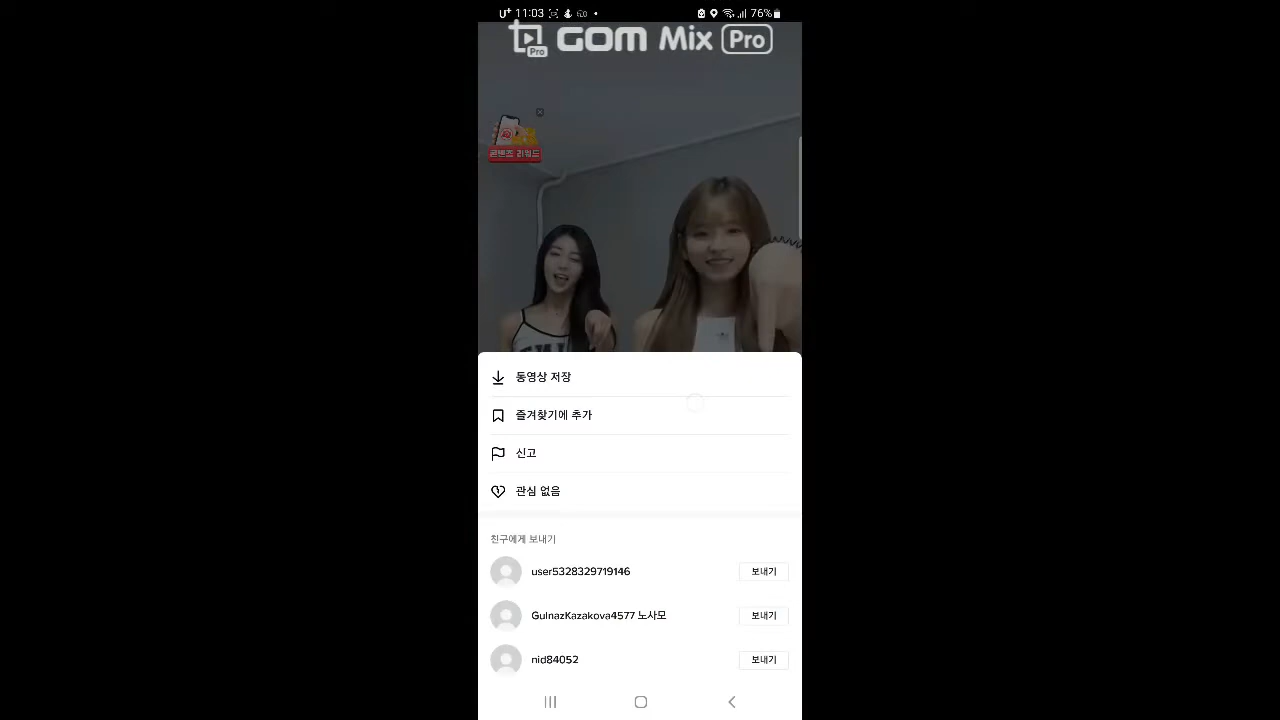 U+ 11:03 76%
Pro GOM Mix Pro
콘텐츠 리워드
동영상 저장
즐겨찾기에 추가
신고
관심 없음
친구에게 보내기
user5328329719146 보내기
GulnazKazakova4577 노사모 보내기
nid84052 보내기